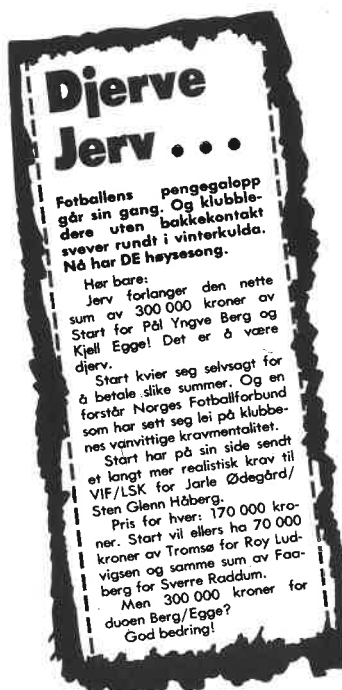 Djerve
Jerv...
Fotballens pengegalopp
går sin gang. Og klubble-
dere uten bakkekontakt
svever rundt i vinterkulda.
Nå har DE høysesong.
Hør bare:
Jerv forlanger den nette
sum av 300 000 kroner av
Start for Pål Yngve Berg og
Kjell Egge! Det er å være
djerv.
Start kvier seg selvsagt for
å betale slike summer. Og en
forstår Norges Fotballforbund
som har sett seg lei på klubbe-
nes vanvittige kravmentalitet.
Start har på sin side sendt
et langt mer realistisk krav til
VIF/LSK for Jarle Ødegård/
Sten Glenn Håberg.
Pris for hver: 170 000 kro-
ner. Start vil ellers ha 70 000
kroner av Tromsø for Roy Lud-
vigsen og samme sum av Faa-
berg for Sverre Raddum.
Men 300 000 kroner for
duoen Berg/Egge?
God bedring!